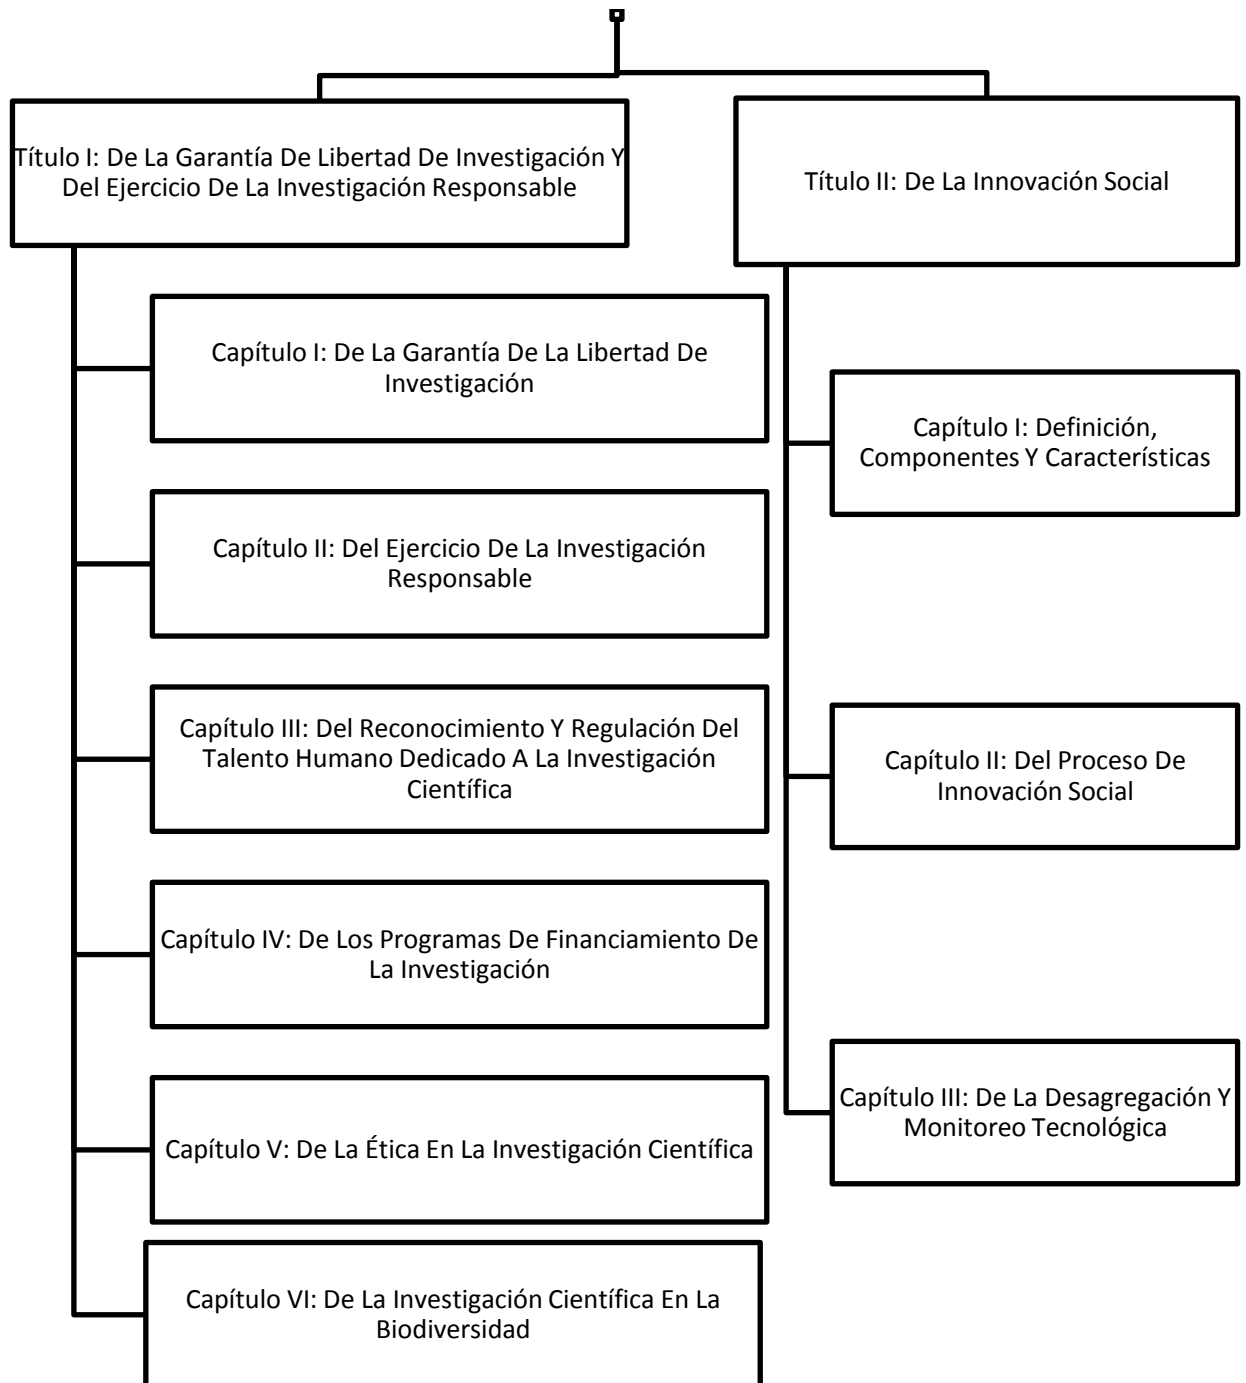 Título I: De La Garantía De Libertad De Investigación Y
Del Ejercicio De La Investigación Responsable
Capítulo I: De La Garantía De La Libertad De
Investigación
Capítulo II: Del Ejercicio De La Investigación
Responsable
Capítulo III: Del Reconocimiento Y Regulación Del
Talento Humano Dedicado A La Investigación
Científica
Capítulo IV: De Los Programas De Financiamiento De
La Investigación
Capítulo V: De La Ética En La Investigación Científica
Capítulo VI: De La Investigación Científica En La
Biodiversidad
Título II: De La Innovación Social
Capítulo I: Definición,
Componentes Y Características
Capítulo II: Del Proceso De
Innovación Social
Capítulo III: De La Desagregación Y
Monitoreo Tecnológica